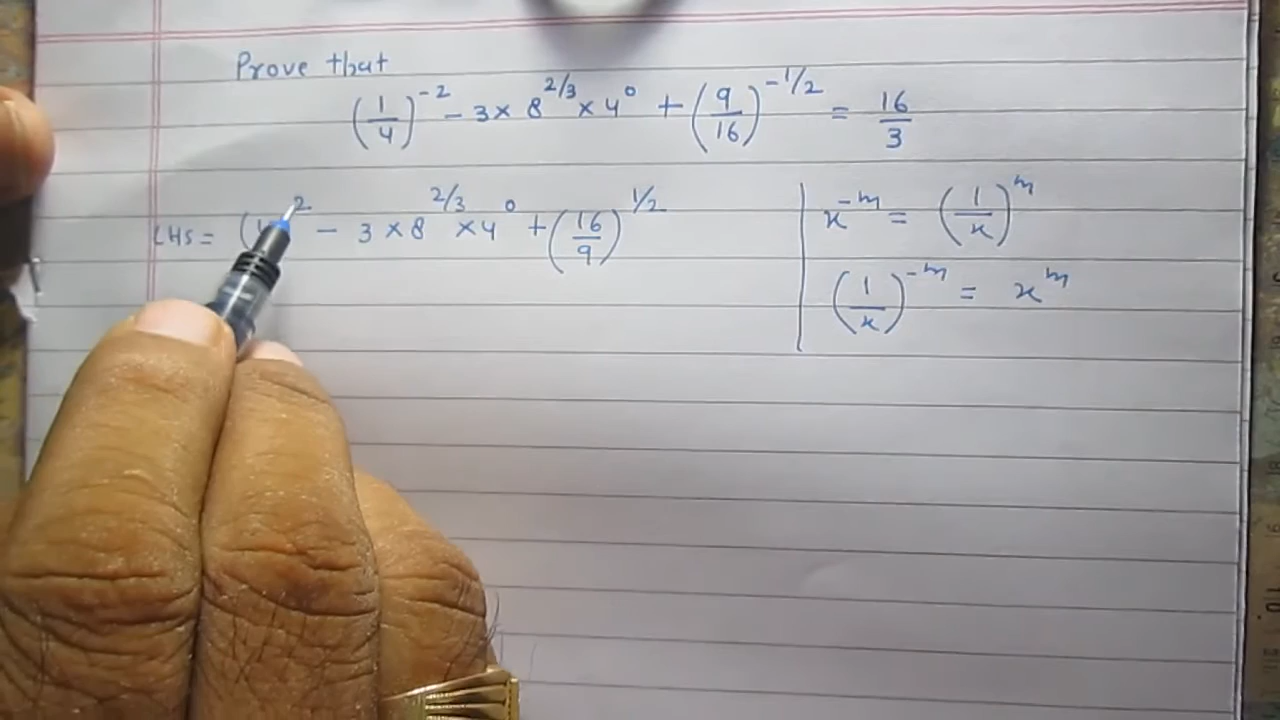 Prove that
(1/4)^-2 - 3 × 8^2/3 × 4^0 + (9/16)^-1/2 = 16/3
LHS = ( ^2 - 3 × 8^2/3 × 4^0 + (16/9)^1/2
x^-m = (1/x)^m
(1/x)^-m = x^m